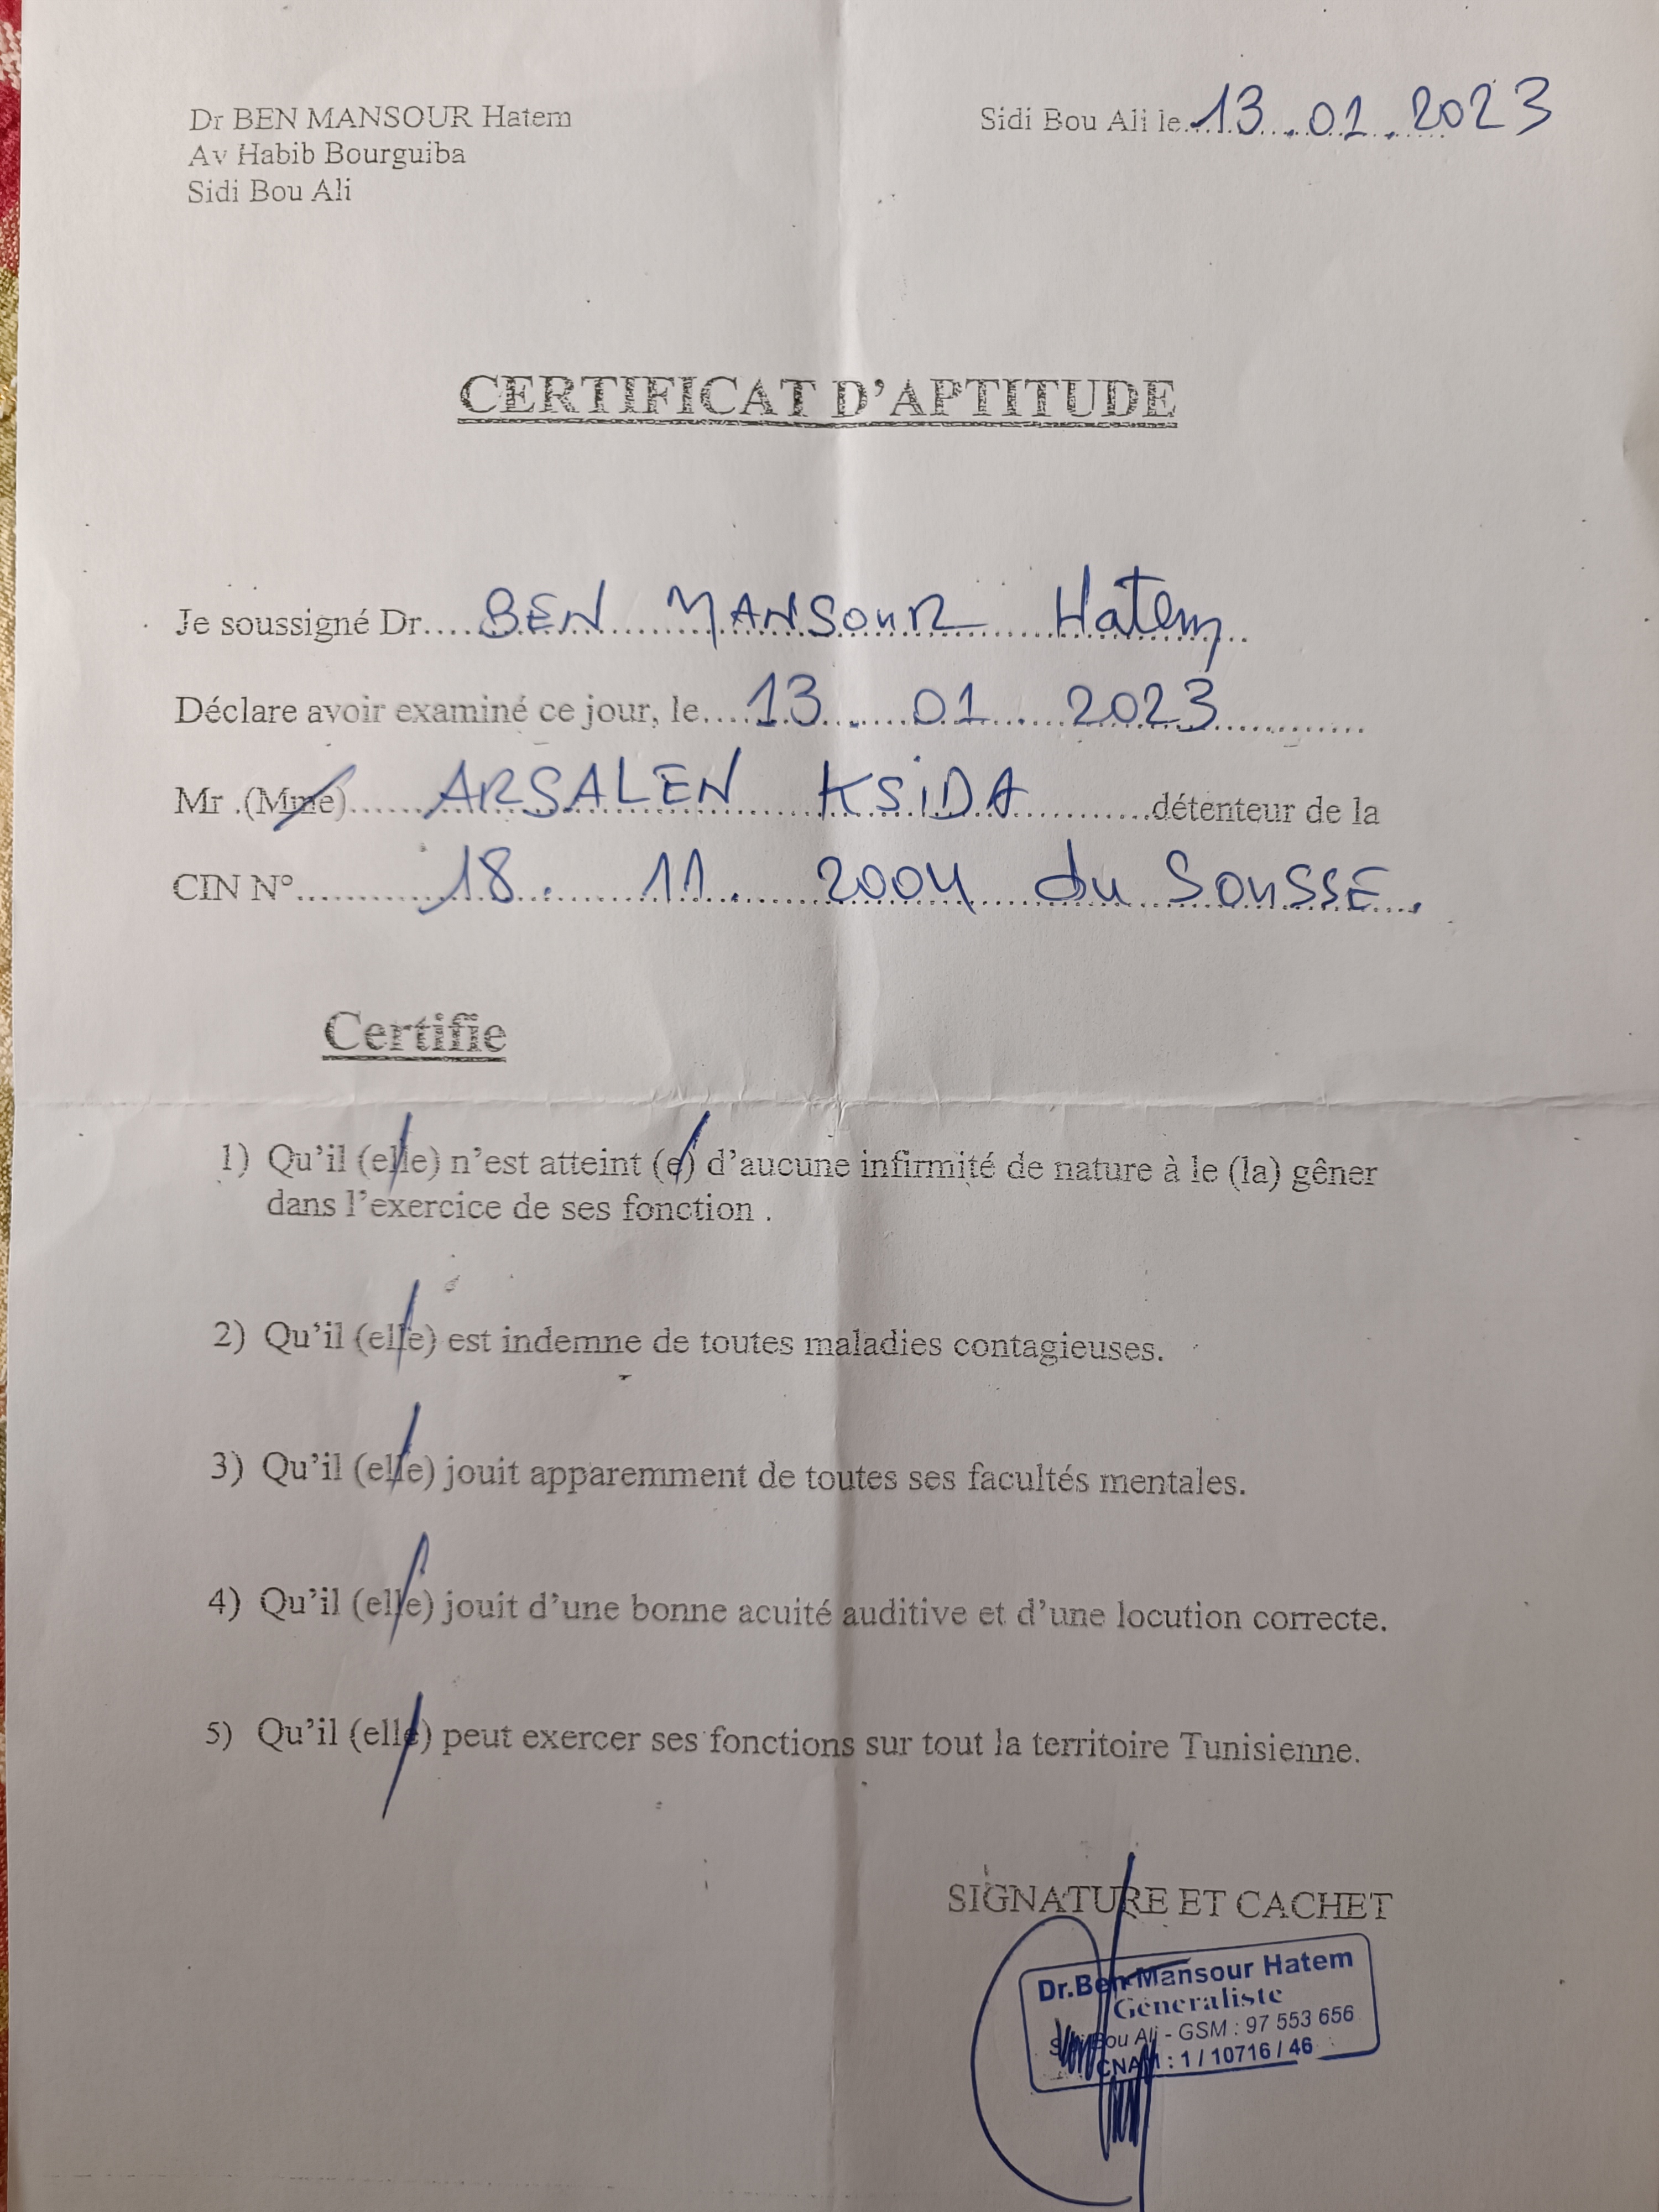 Dr BEN MANSOUR Hatem
Av Habib Bourguiba
Sidi Bou Ali
Sidi Bou Ali le...13.01.2023
CERTIFICAT D'APTITUDE
Je soussigné Dr....BEN MANSOUR Hatem..
Déclare avoir examiné ce jour, le....13.01.2023............
Mr .(Mme)......ARSALEN KSIDA.........détenteur de la
CIN N°.........18. 11. 2004 du SOUSSE.
Certifie
1) Qu'il (elle) n'est atteint (e) d'aucune infirmité de nature à le (la) gêner
dans l'exercice de ses fonction .
2) Qu'il (elle) est indemne de toutes maladies contagieuses.
3) Qu'il (elle) jouit apparemment de toutes ses facultés mentales.
4) Qu'il (elle) jouit d'une bonne acuité auditive et d'une locution correcte.
5) Qu'il (elle) peut exercer ses fonctions sur tout la territoire Tunisienne.
SIGNATURE ET CACHET
Dr.Ben Mansour Hatem
Généraliste
Sidi Bou Ali - GSM : 97 553 656
CNAM : 1 / 10716 / 46